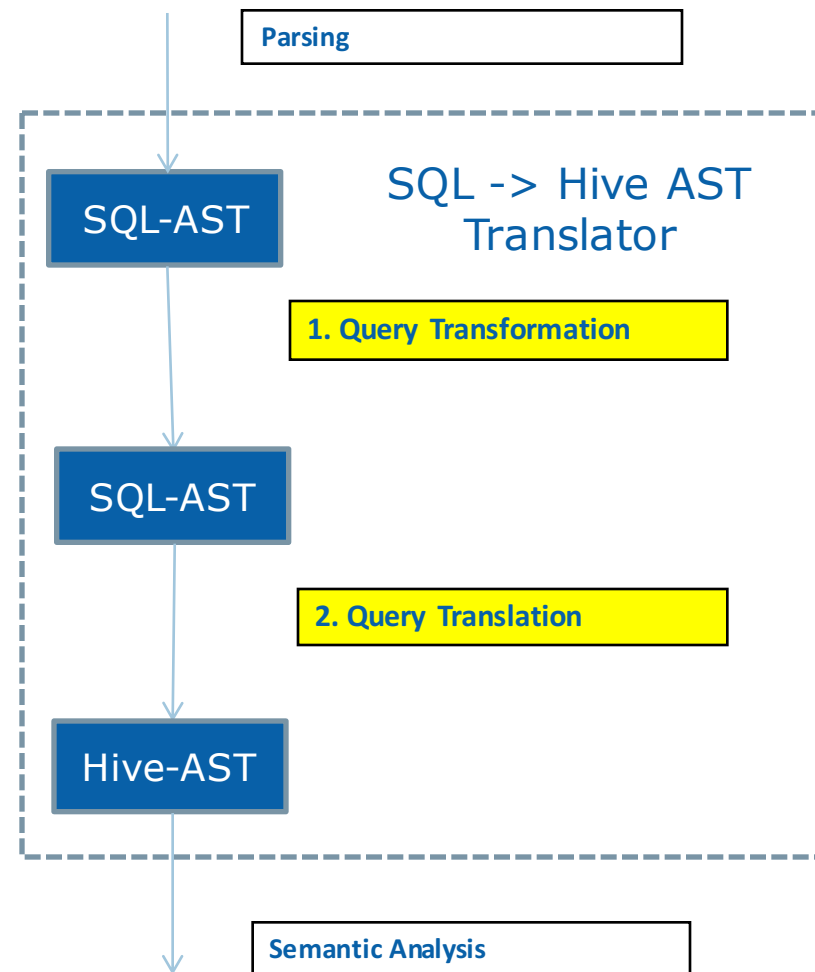 Parsing
SQL -> Hive AST
Translator
SQL-AST
1. Query Transformation
SQL-AST
2. Query Translation
Hive-AST
Semantic Analysis